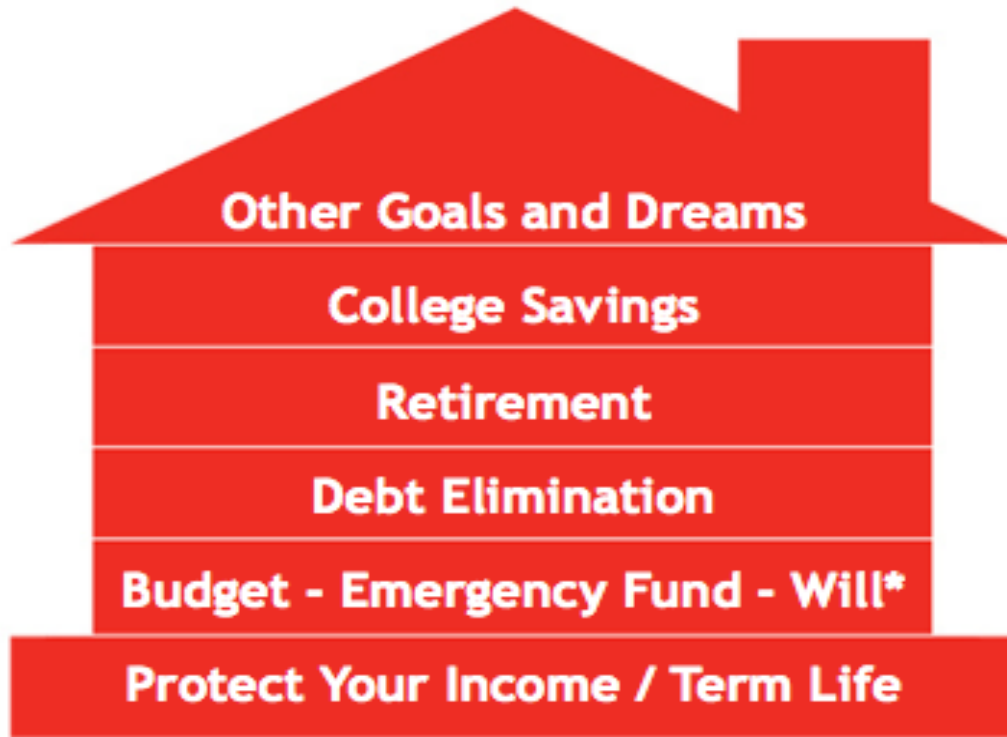 Other Goals and Dreams
College Savings
Retirement
Debt Elimination
Budget - Emergency Fund - Will*
Protect Your Income / Term Life